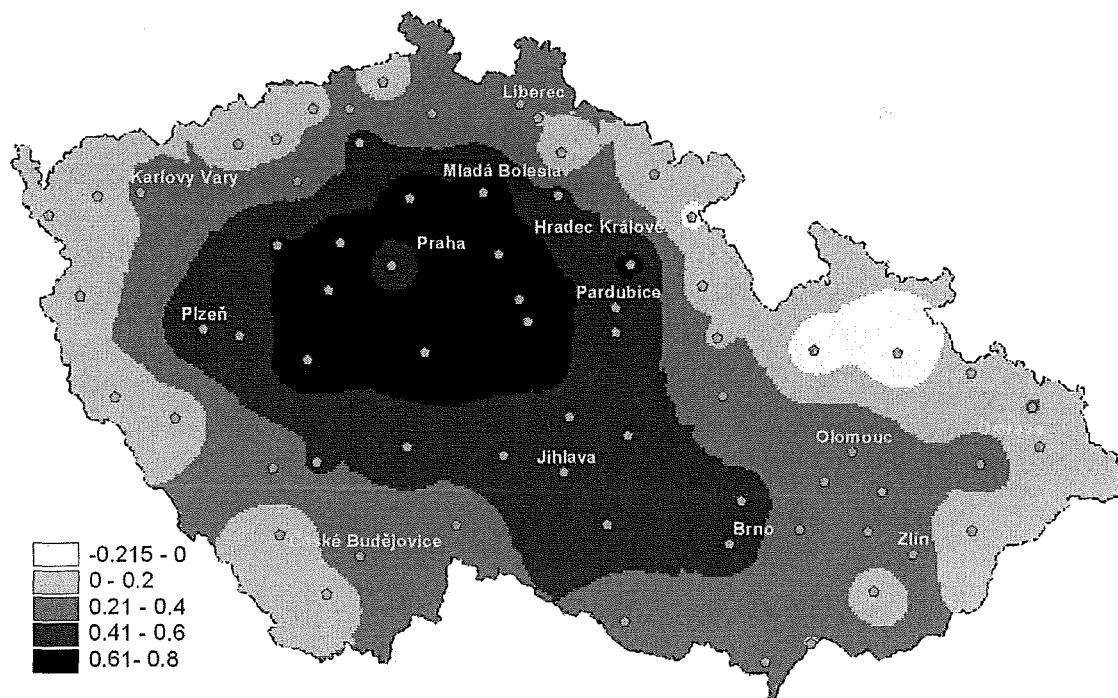 Liberec
Karlovy Vary
Mladá Boleslav
Hradec Králové
Praha
Pardubice
Plzeň
Olomouc
Ostrava
Jihlava
Brno
České Budějovice
Zlín
-0.215 - 0
0 - 0.2
0.21 - 0.4
0.41 - 0.6
0.61- 0.8